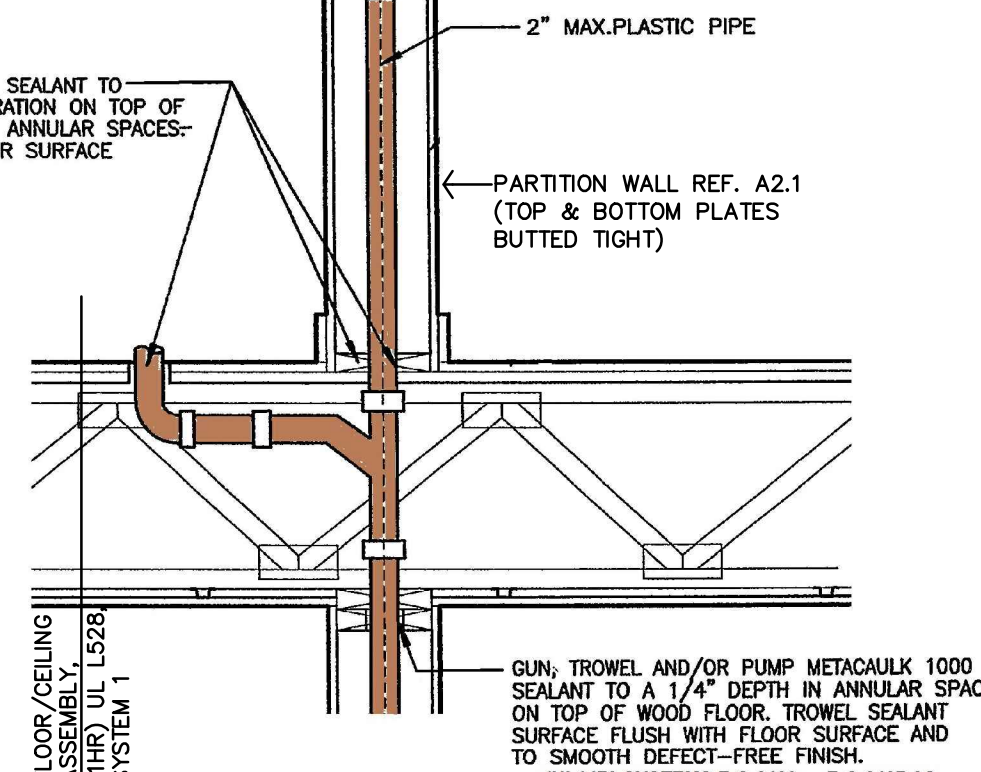 2" MAX.PLASTIC PIPE
SEALANT TO
ON TOP OF
ANNULAR SPACES-
SURFACE
PARTITION WALL REF. A2.1
(TOP & BOTTOM PLATES
BUTTED TIGHT)
LOOR/CEILING
ASSEMBLY,
1HR) UL L528,
SYSTEM 1
GUN, TROWEL AND/OR PUMP METACAULK 1000
SEALANT TO A 1/4" DEPTH IN ANNULAR SPAC
ON TOP OF WOOD FLOOR. TROWEL SEALANT
SURFACE FLUSH WITH FLOOR SURFACE AND
TO SMOOTH DEFECT-FREE FINISH.